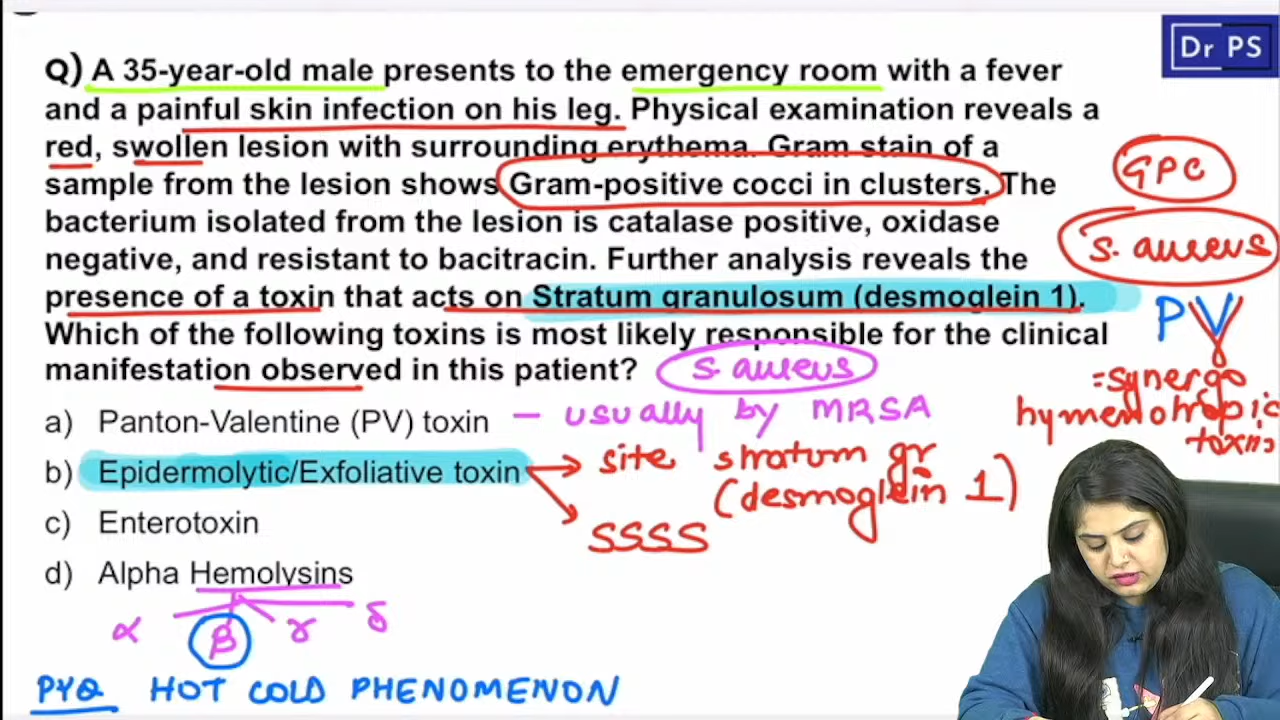 Dr PS
Q) A 35-year-old male presents to the emergency room with a fever
and a painful skin infection on his leg. Physical examination reveals a
red, swollen lesion with surrounding erythema. Gram stain of a
sample from the lesion shows Gram-positive cocci in clusters. The
bacterium isolated from the lesion is catalase positive, oxidase
negative, and resistant to bacitracin. Further analysis reveals the
presence of a toxin that acts on Stratum granulosum (desmoglein 1).
Which of the following toxins is most likely responsible for the clinical
manifestation observed in this patient?
S. aureus
GPC
S. aureus
PV
=synergo
hymenotropic
toxins
a) Panton-Valentine (PV) toxin
– usually by MRSA
b) Epidermolytic/Exfoliative toxin
site stratum gr
(desmoglein 1)
SSSS
c) Enterotoxin
d) Alpha Hemolysins
α β γ δ
PYQ HOT COLD PHENOMENON